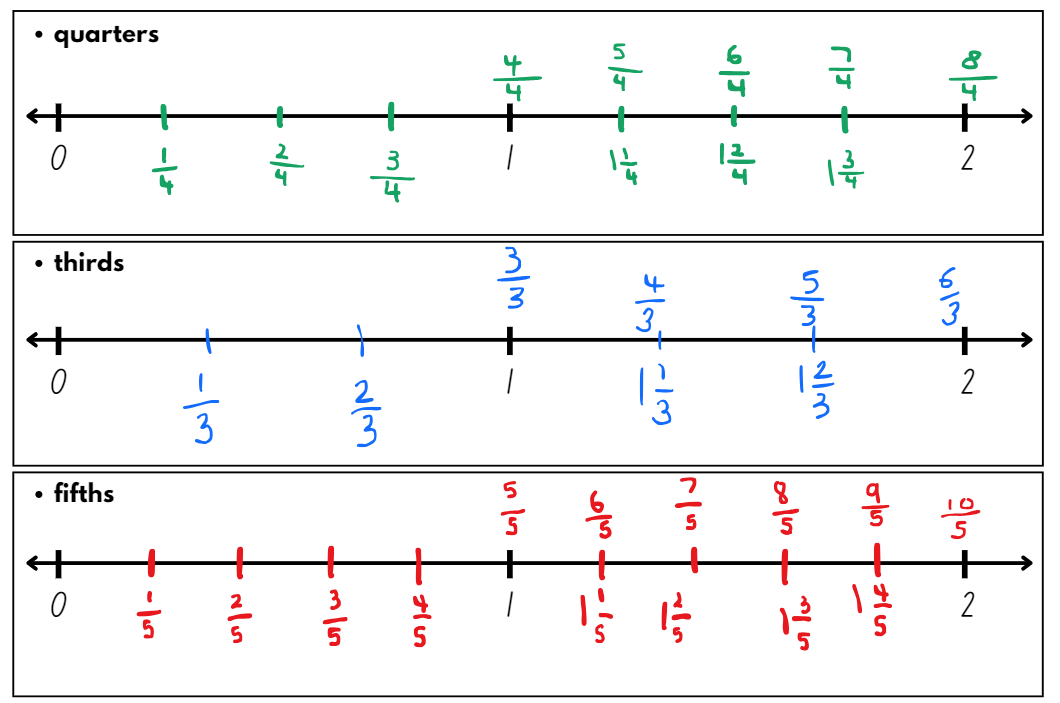 • quarters
4/4 5/4 6/4 7/4 8/4
0 1/4 2/4 3/4 1 1 1/4 1 2/4 1 3/4 2
• thirds
3/3 4/3 5/3 6/3
0 1/3 2/3 1 1 1/3 1 2/3 2
• fifths
5/5 6/5 7/5 8/5 9/5 10/5
0 1/5 2/5 3/5 4/5 1 1 1/5 1 2/5 1 3/5 1 4/5 2